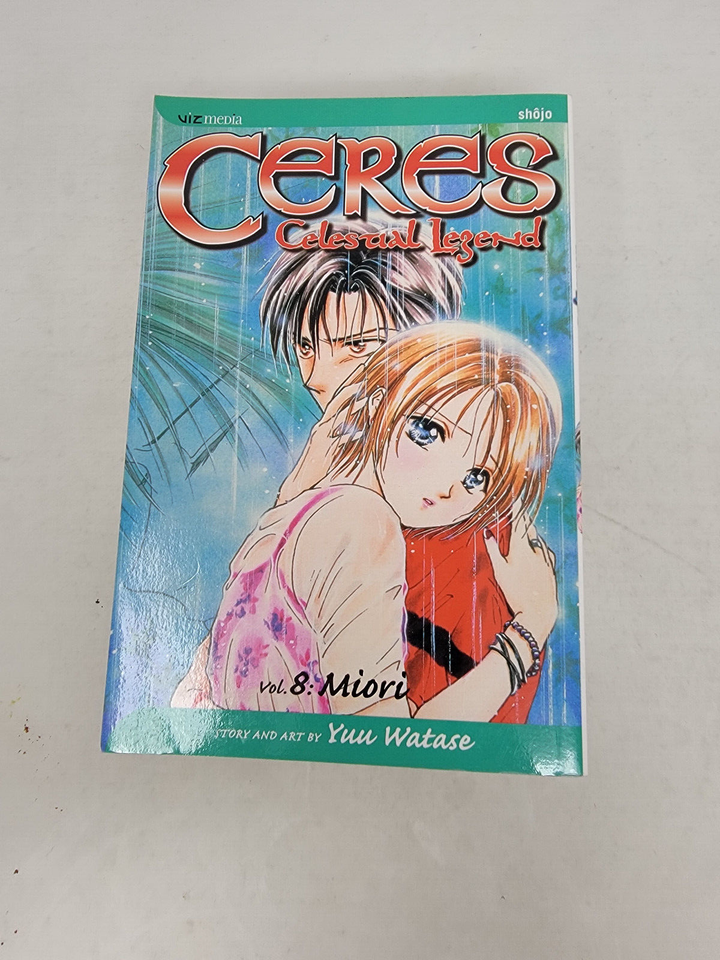 VIZ MEDIA
shôjo
CERES
Celestial Legend
Vol. 8: Miori
STORY AND ART BY Yuu Watase